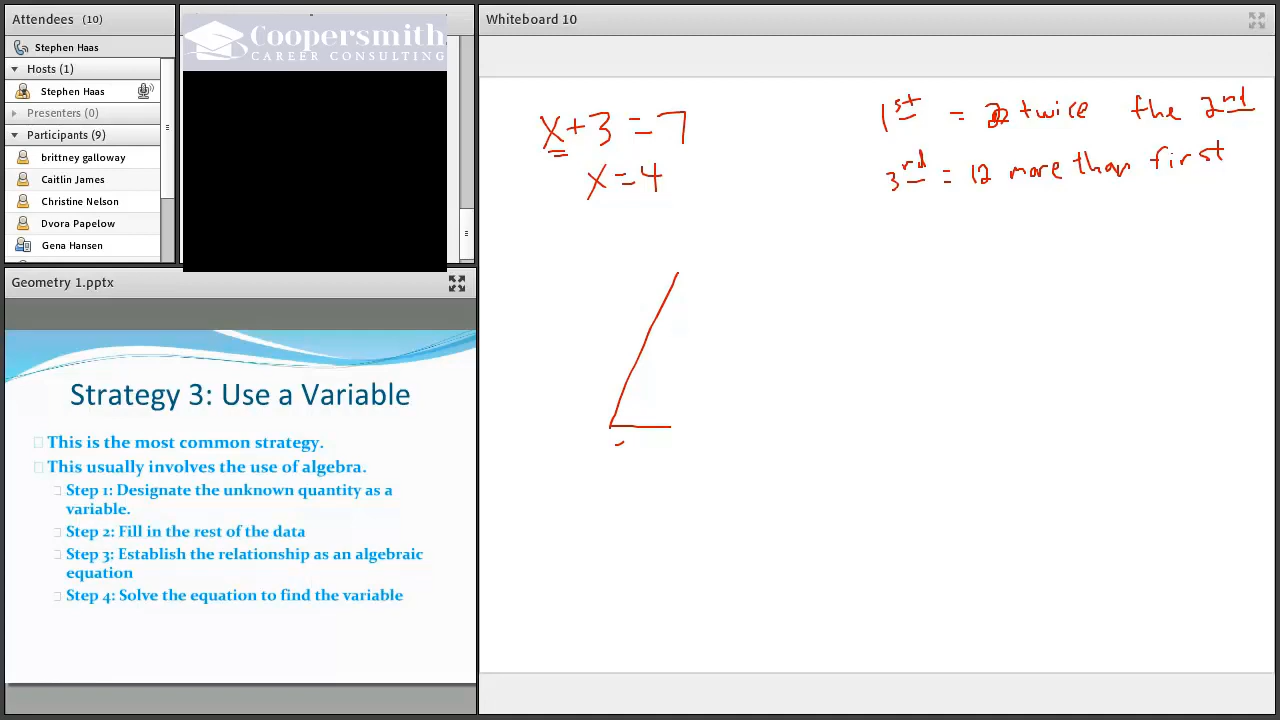 Attendees (10)
Stephen Haas
Hosts (1)
Stephen Haas
Presenters (0)
Participants (9)
brittney galloway
Caitlin James
Christine Nelson
Dvora Papelow
Gena Hansen
Coopersmith
CAREER CONSULTING
Geometry 1.pptx
Strategy 3: Use a Variable
This is the most common strategy.
This usually involves the use of algebra.
Step 1: Designate the unknown quantity as a
variable.
Step 2: Fill in the rest of the data
Step 3: Establish the relationship as an algebraic
equation
Step 4: Solve the equation to find the variable
Whiteboard 10
x+3=7
x=4
1st = twice the 2nd
3rd = 12 more than first